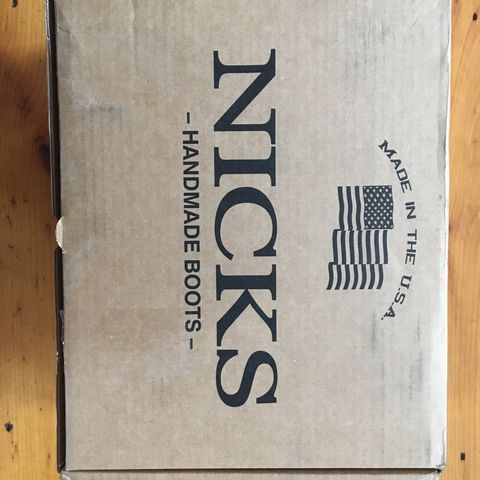 MADE IN THE U.S.A.
NICKS
– HANDMADE BOOTS –